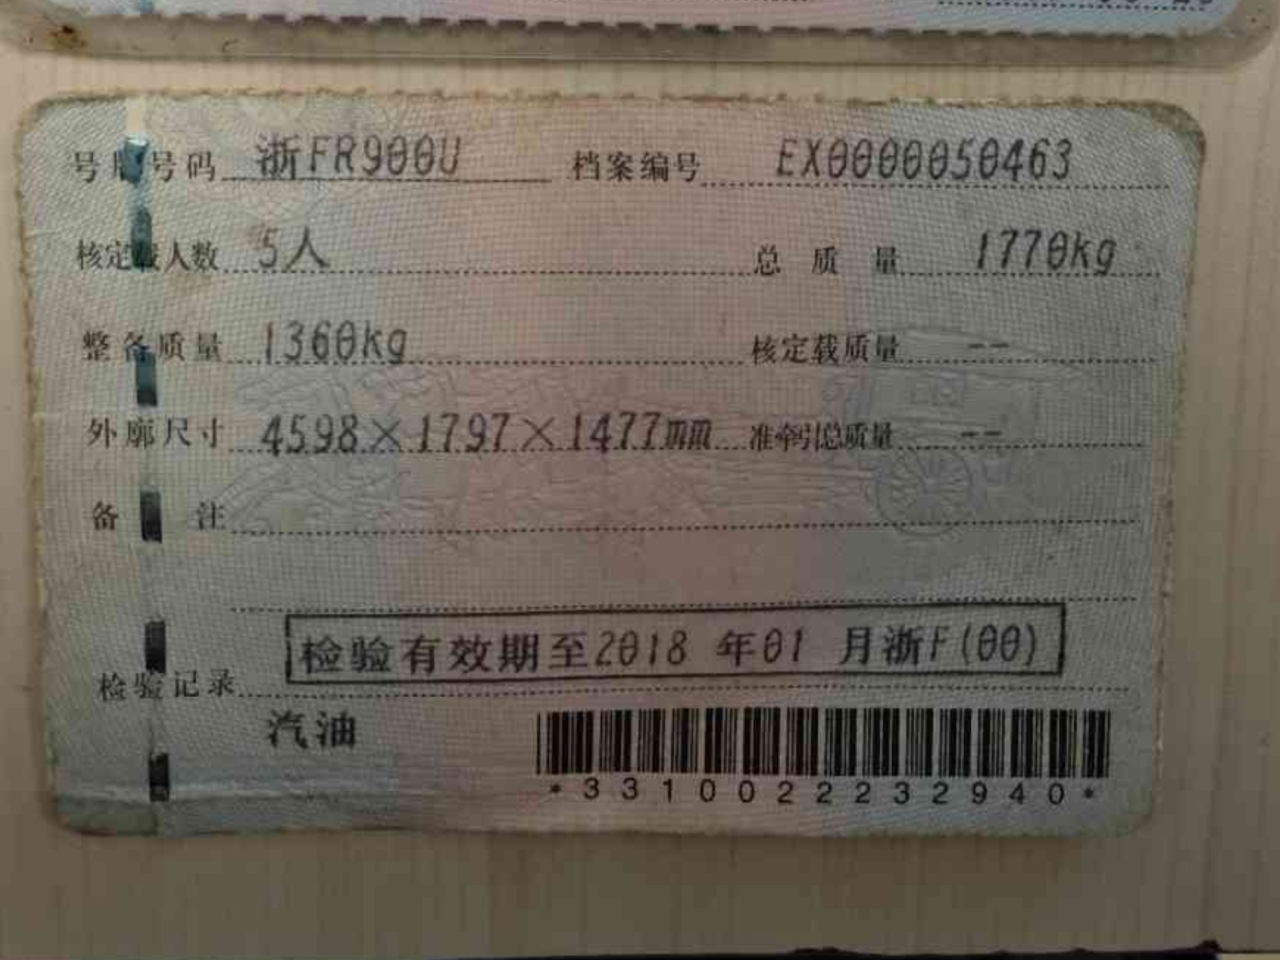 号牌号码 浙FR900U 档案编号 EX0000050463
核定载人数 5人 总质量 1770kg
整备质量 1360kg 核定载质量 --
外廓尺寸 4598×1797×1477mm 准牵引总质量 --
备注
检验有效期至2018 年01 月浙F(00)
检验记录
汽油
*3310022232940*